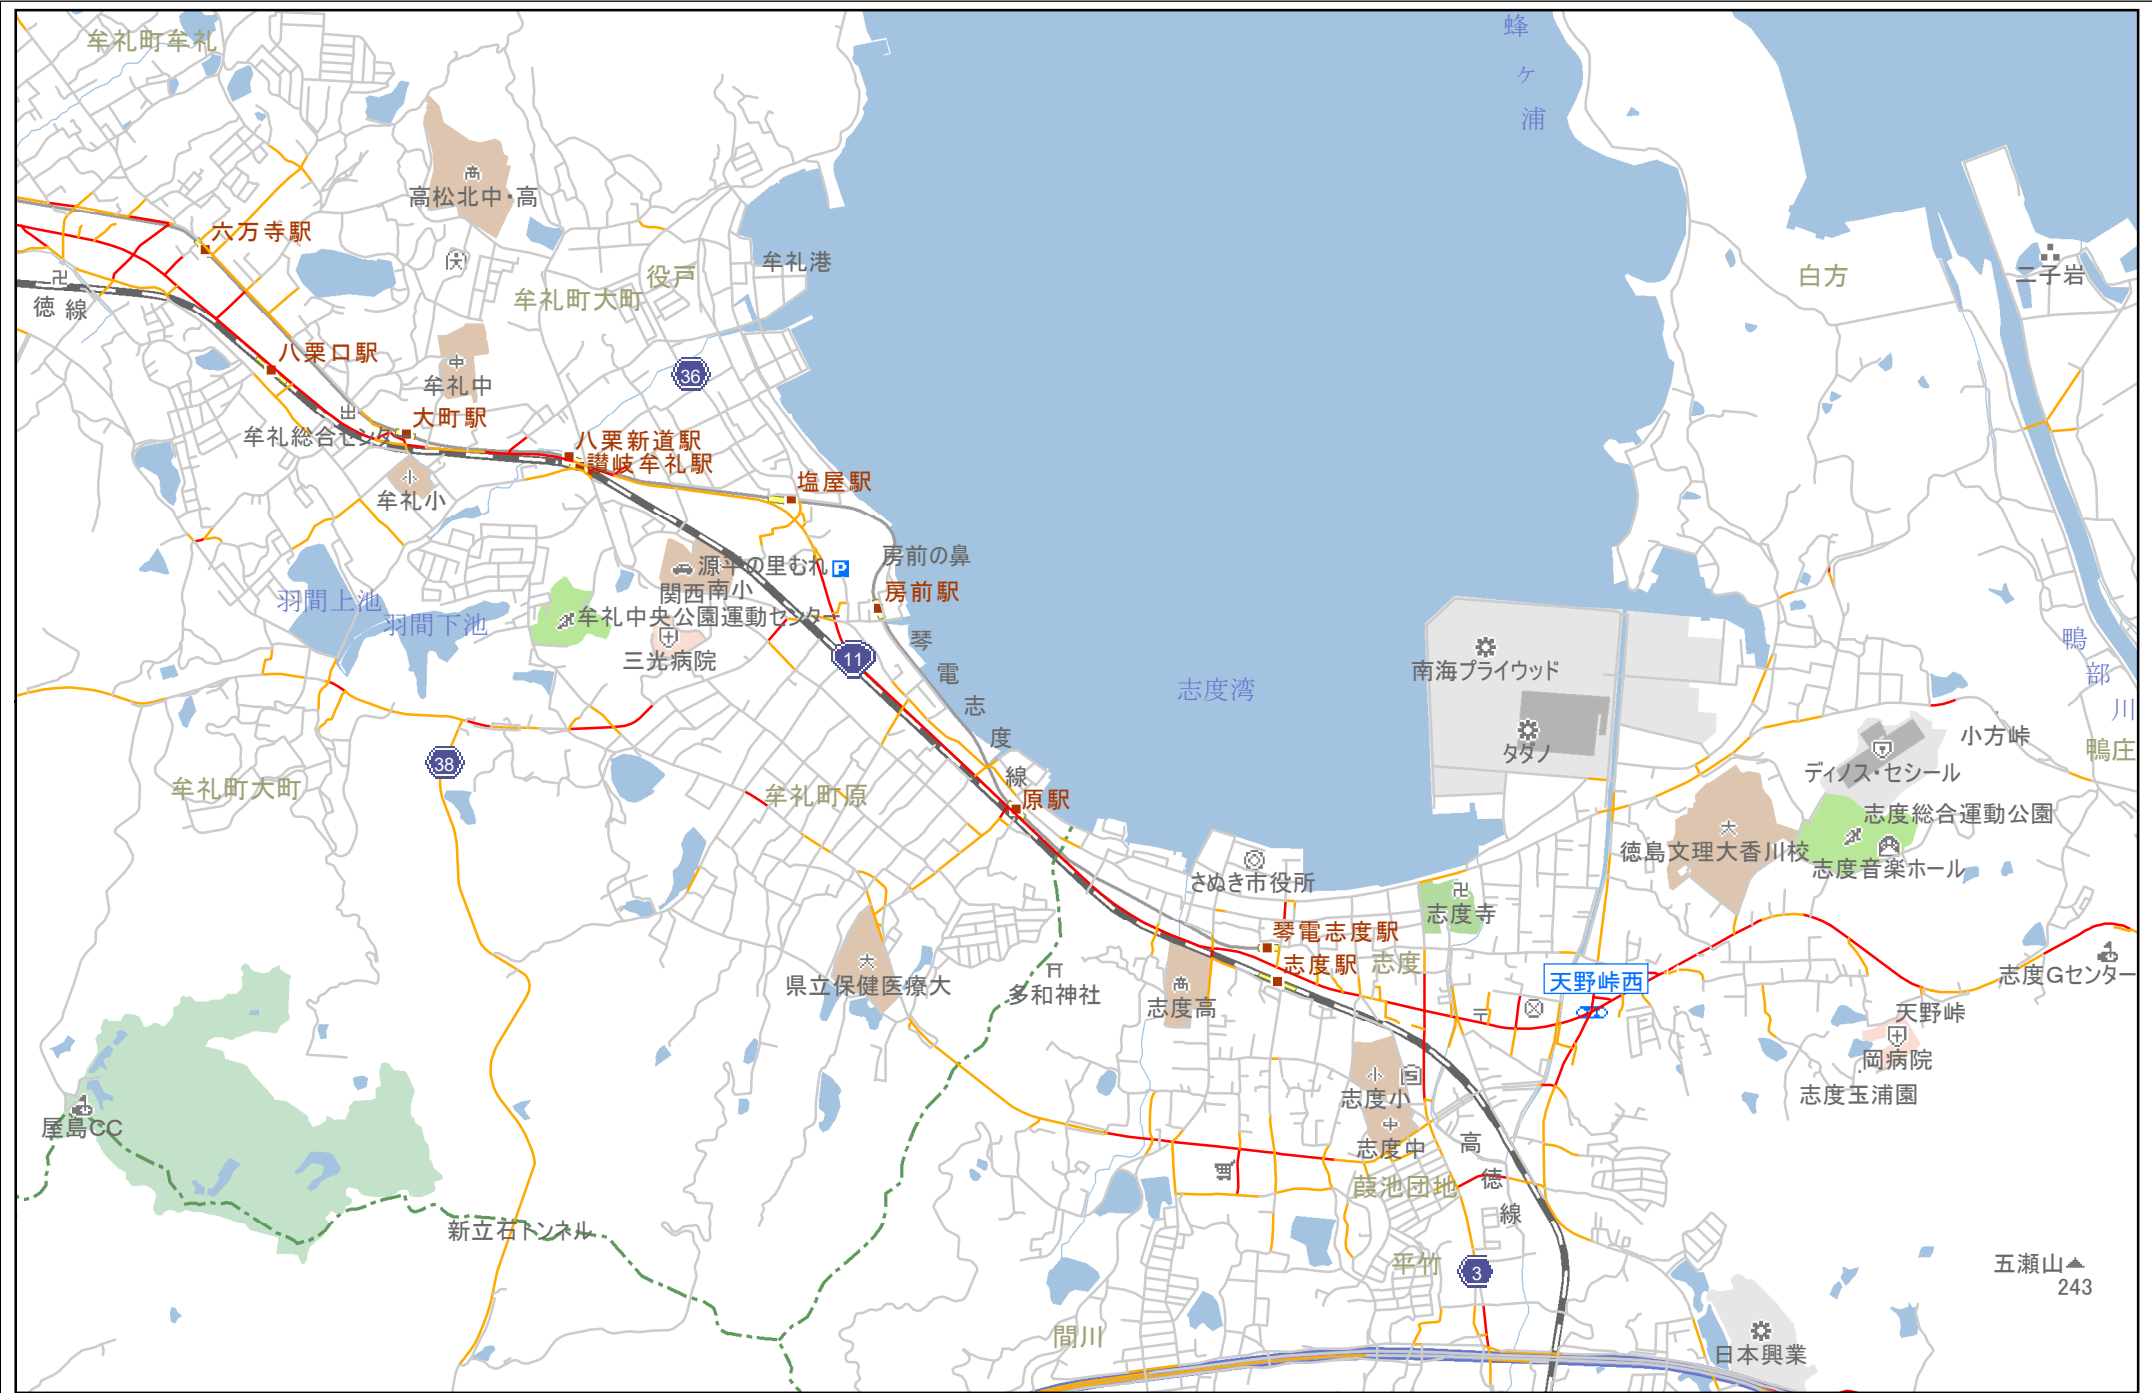 牟礼町牟礼
蜂ヶ浦
高松北中・高
六万寺駅
牟礼港
役戸
牟礼町大町
白方
二子岩
徳線
八栗口駅
36
牟礼中
大町駅
牟礼総合センター
八栗新道駅
讃岐牟礼駅
塩屋駅
牟礼小
房前の鼻
源平の里むれ
P
関西
南小
房前駅
羽間上池
羽間下池
牟礼中央公園運動センター
三光病院
11
琴電志度線
志度湾
南海プライウッド
鴨部川
タダノ
小方峠
鴨庄
38
ディノス・セシール
牟礼町大町
牟礼町原
原駅
志度総合運動公園
徳島文理大香川校
志度音楽ホール
さぬき市役所
志度寺
琴電志度駅
志度駅
志度
天野峠西
志度Gセンター
県立保健医療大
多和神社
志度高
天野峠
岡病院
志度玉浦園
志度小
屋島CC
志度中
高徳線
葭池団地
新立石トンネル
平竹
3
五瀬山
243
間川
日本興業